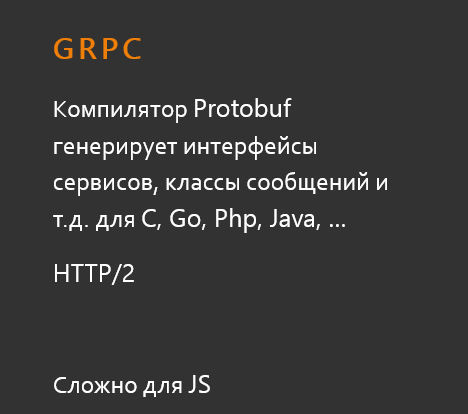 GRPC
Компилятор Protobuf
генерирует интерфейсы
сервисов, классы сообщений и
т.д. для C, Go, Php, Java, ...
HTTP/2
Сложно для JS